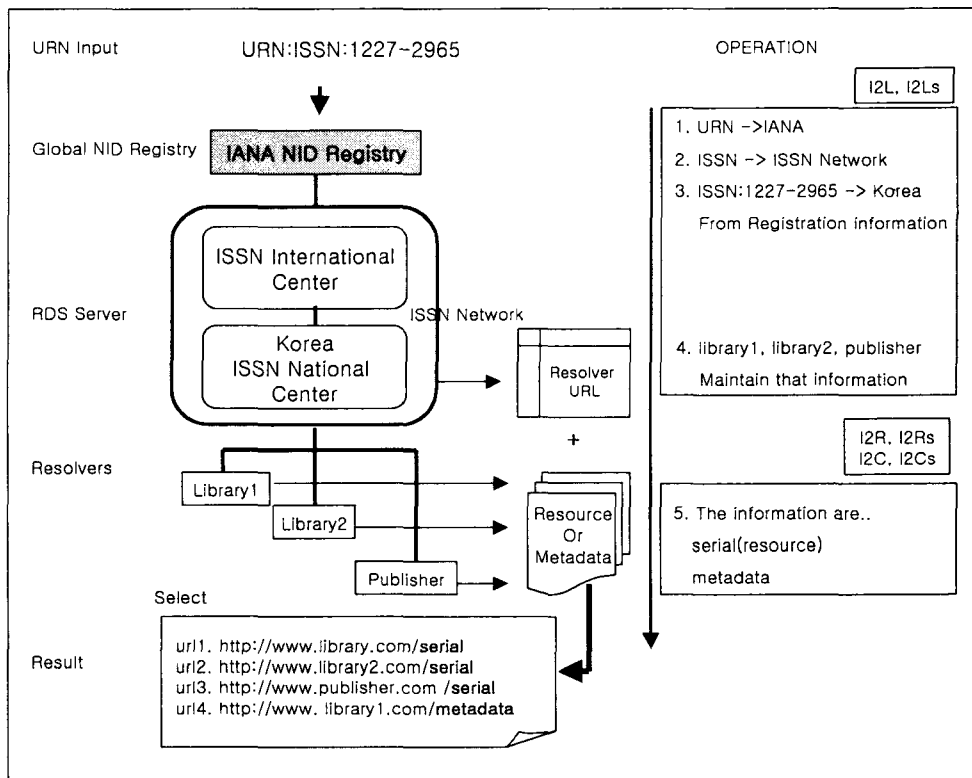 URN Input
URN:ISSN:1227-2965
OPERATION
I2L, I2Ls
Global NID Registry
IANA NID Registry
1. URN ->IANA
2. ISSN -> ISSN Network
3. ISSN:1227-2965 -> Korea
From Registration information
ISSN International
Center
RDS Server
ISSN Network
Korea
ISSN National
Center
Resolver
URL
4. library1, library2, publisher
Maintain that information
+
I2R, I2Rs
I2C, I2Cs
Resolvers
Library1
Library2
Publisher
Resource
Or
Metadata
5. The information are..
serial(resource)
metadata
Select
Result
url1. http://www.library.com/serial
url2. http://www.library2.com/serial
url3. http://www.publisher.com /serial
url4. http://www. library1.com/metadata